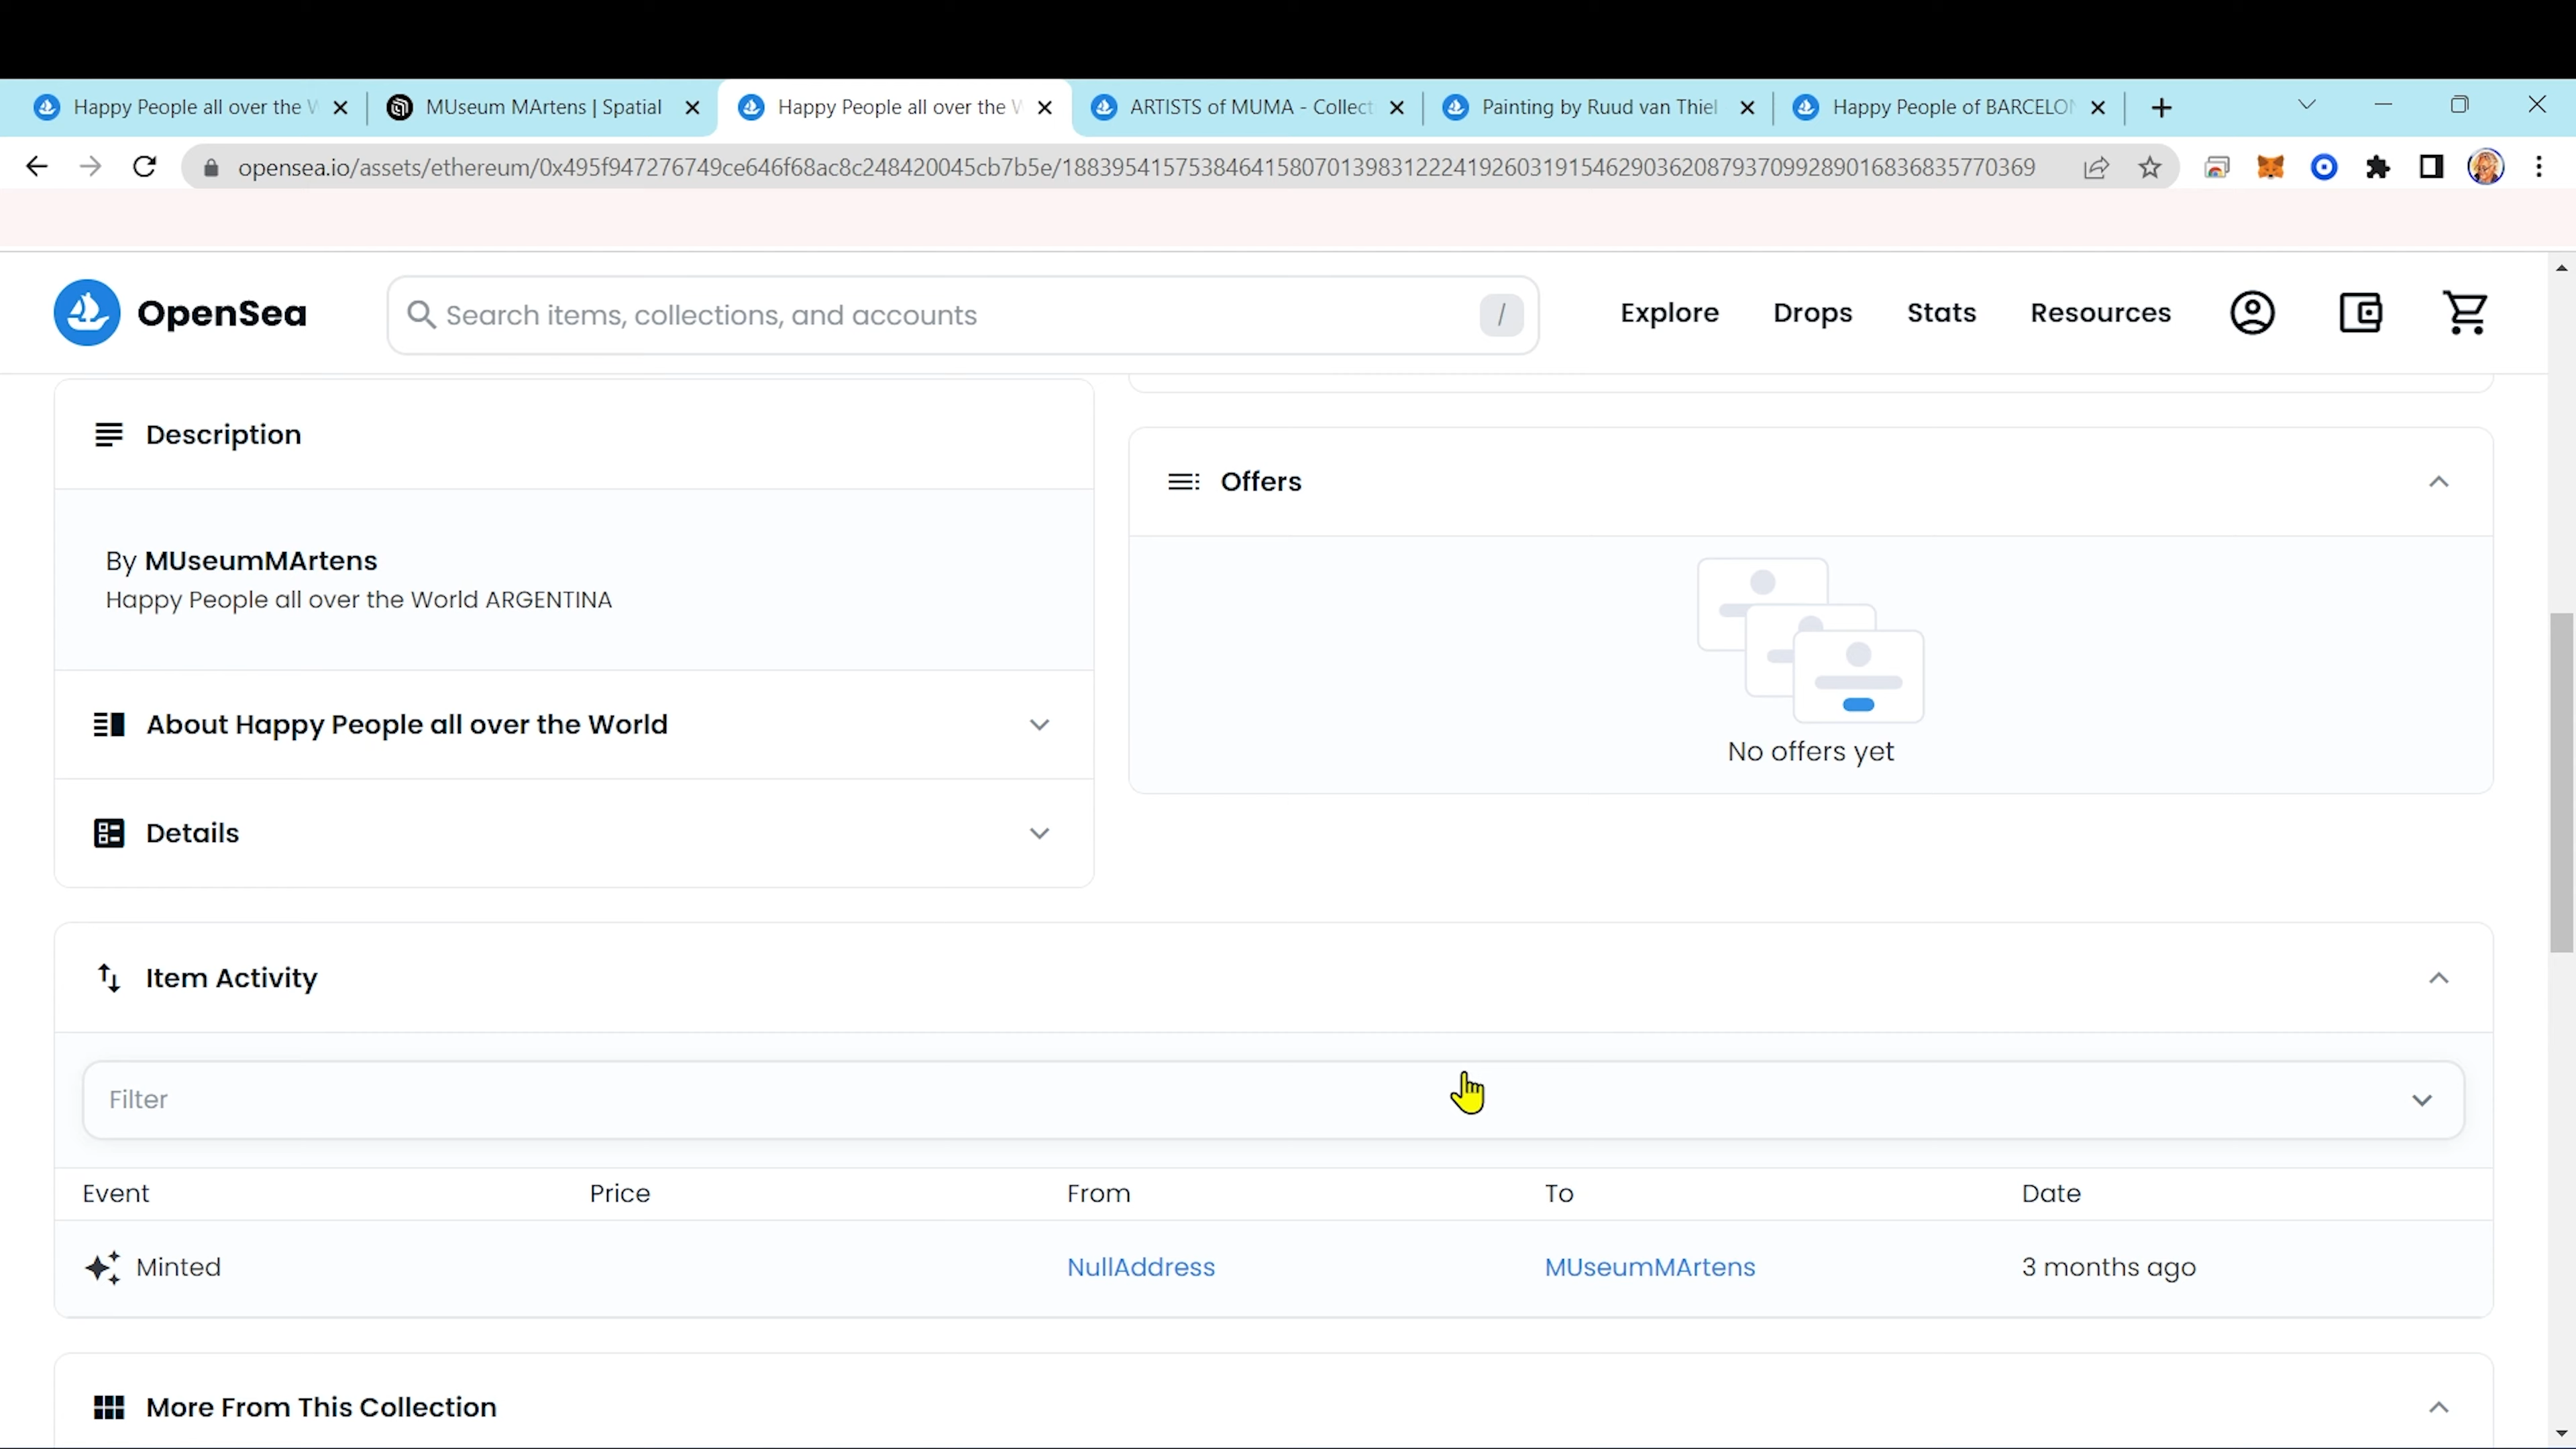 Happy People all over the W
MUseum MArtens | Spatial
Happy People all over the W
ARTISTS of MUMA - Collect
Painting by Ruud van Thiel
Happy People of BARCELON
opensea.io/assets/ethereum/0x495f947276749ce646f68ac8c248420045cb7b5e/18839541575384641580701398312224192603191546290362087937099289016836835770369
OpenSea
Search items, collections, and accounts
/
Explore
Drops
Stats
Resources
Description
By MUseumMArtens
Happy People all over the World ARGENTINA
About Happy People all over the World
Details
Offers
No offers yet
Item Activity
Filter
Event Price From To Date
Minted NullAddress MUseumMArtens 3 months ago
More From This Collection